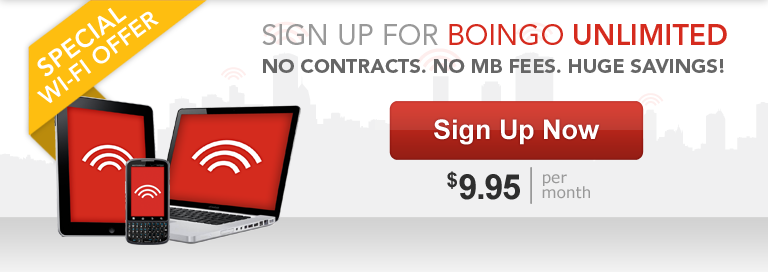 SPECIAL
WI-FI OFFER
SIGN UP FOR BOINGO UNLIMITED
NO CONTRACTS. NO MB FEES. HUGE SAVINGS!
Sign Up Now
$9.95 per
month